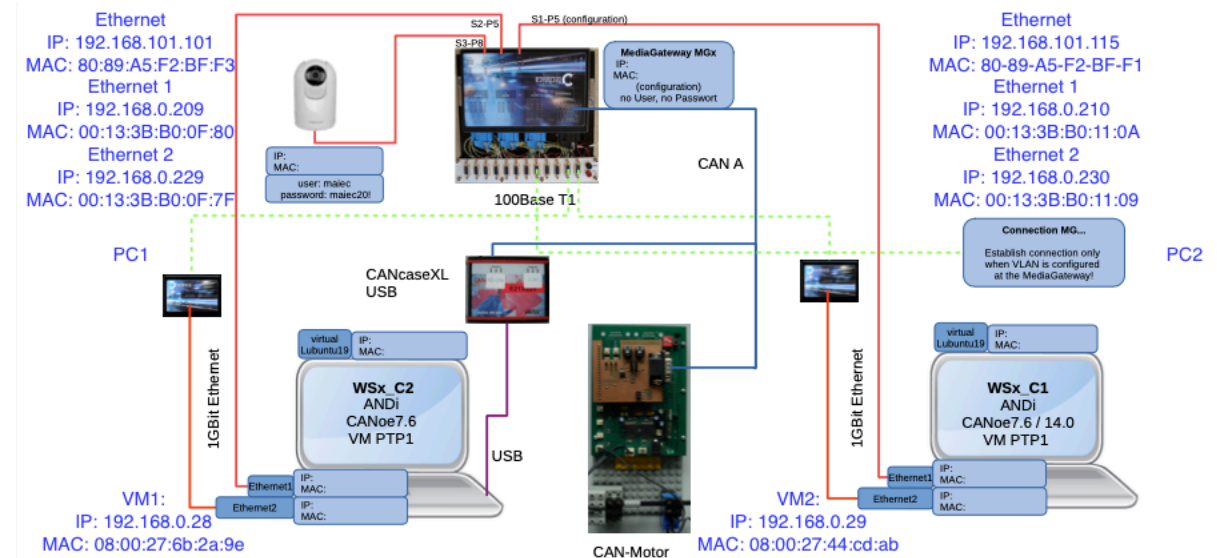 Ethernet
IP: 192.168.101.101
MAC: 80:89:A5:F2:BF:F3
Ethernet 1
IP: 192.168.0.209
MAC: 00:13:3B:B0:0F:80
Ethernet 2
IP: 192.168.0.229
MAC: 00:13:3B:B0:0F:7F
PC1
S2-P5
S1-P5 (configuration)
S3-P8
MediaGateway MGx
IP:
MAC:
(configuration)
no User, no Passwort
IP:
MAC:
user: maiec
password: maiec20!
100Base T1
CAN A
Ethernet
IP: 192.168.101.115
MAC: 80-89-A5-F2-BF-F1
Ethernet 1
IP: 192.168.0.210
MAC: 00:13:3B:B0:11:0A
Ethernet 2
IP: 192.168.0.230
MAC: 00:13:3B:B0:11:09
Connection MG...
Establish connection only
when VLAN is configured
at the MediaGateway!
PC2
CANcaseXL
USB
1GBit Ethernet
virtual
Lubuntu19
IP:
MAC:
WSx_C2
ANDi
CANoe7.6
VM PTP1
USB
Ethernet1
IP:
MAC:
Ethernet2
IP:
MAC:
VM1:
IP: 192.168.0.28
MAC: 08:00:27:6b:2a:9e
CAN-Motor
1GBit Ethernet
virtual
Lubuntu19
IP:
MAC:
WSx_C1
ANDi
CANoe7.6 / 14.0
VM PTP1
Ethernet1
IP:
MAC:
Ethernet2
IP:
MAC:
VM2:
IP: 192.168.0.29
MAC: 08:00:27:44:cd:ab